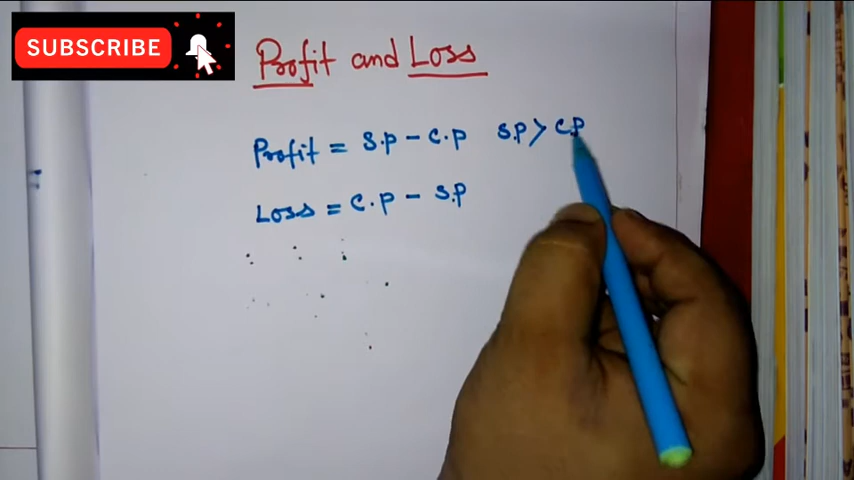 SUBSCRIBE
Profit and Loss
Profit = S.P - C.P S.P > C.P
Loss = C.P - S.P